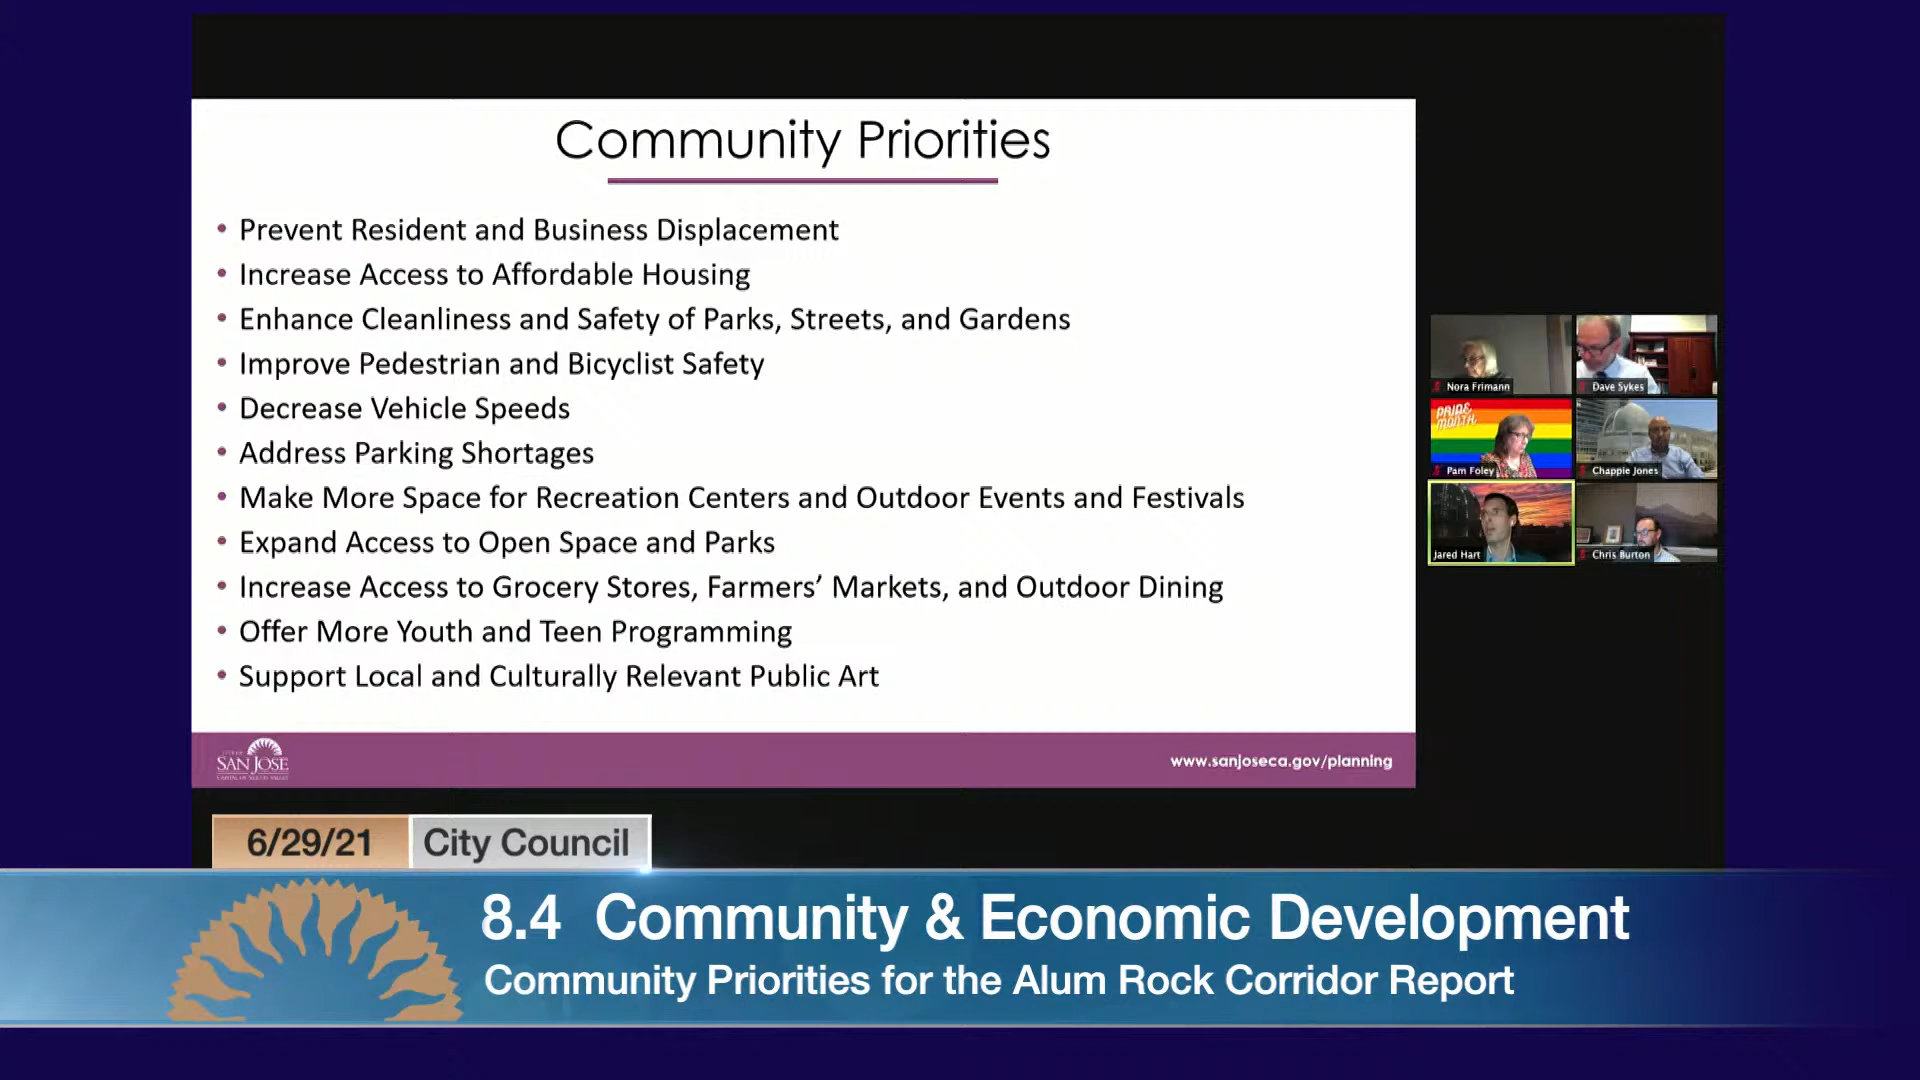 Community Priorities
• Prevent Resident and Business Displacement
• Increase Access to Affordable Housing
• Enhance Cleanliness and Safety of Parks, Streets, and Gardens
• Improve Pedestrian and Bicyclist Safety
• Decrease Vehicle Speeds
• Address Parking Shortages
• Make More Space for Recreation Centers and Outdoor Events and Festivals
• Expand Access to Open Space and Parks
• Increase Access to Grocery Stores, Farmers’ Markets, and Outdoor Dining
• Offer More Youth and Teen Programming
• Support Local and Culturally Relevant Public Art
SAN JOSE
www.sanjoseca.gov/planning
Nora Frimann
Dave Sykes
PRIDE
MONTH
Pam Foley
Chappie Jones
Jared Hart
Chris Burton
6/29/21 City Council
8.4 Community & Economic Development
Community Priorities for the Alum Rock Corridor Report